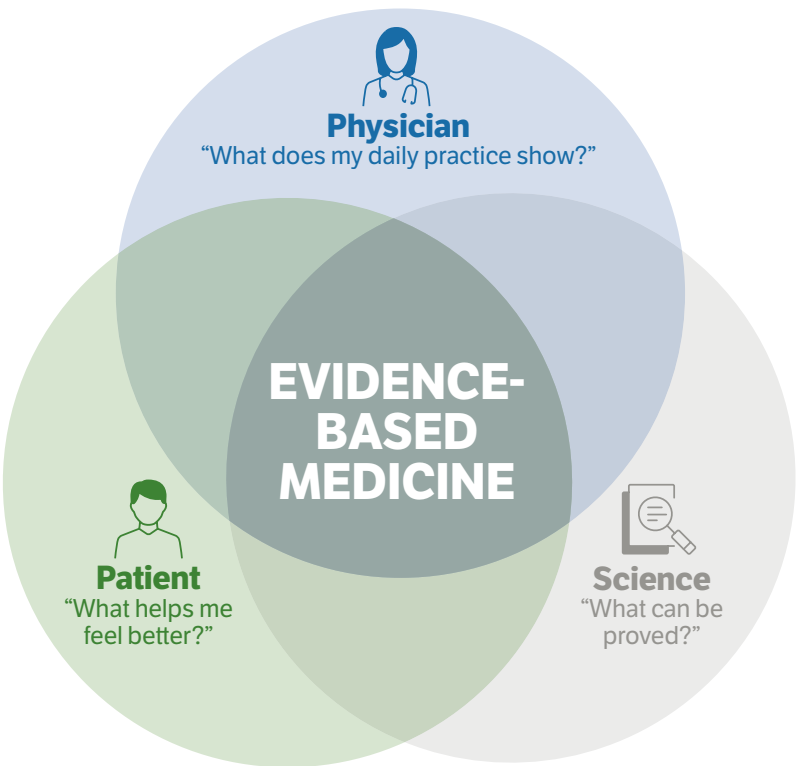 Physician
“What does my daily practice show?”
EVIDENCE-
BASED
MEDICINE
Patient
“What helps me
feel better?”
Science
“What can be
proved?”